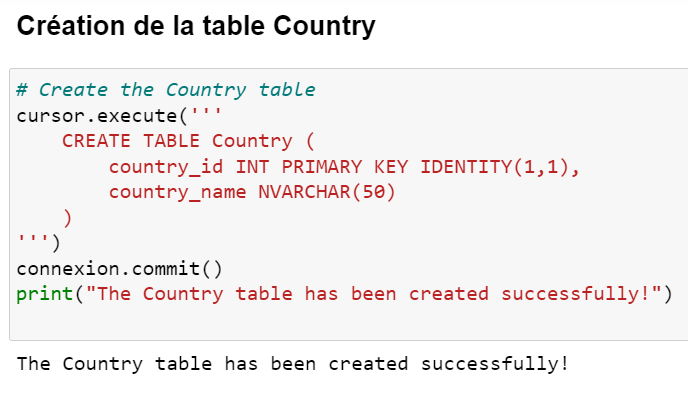 Création de la table Country
# Create the Country table
cursor.execute('''
    CREATE TABLE Country (
        country_id INT PRIMARY KEY IDENTITY(1,1),
        country_name NVARCHAR(50)
    )
''')
connexion.commit()
print("The Country table has been created successfully!")
The Country table has been created successfully!